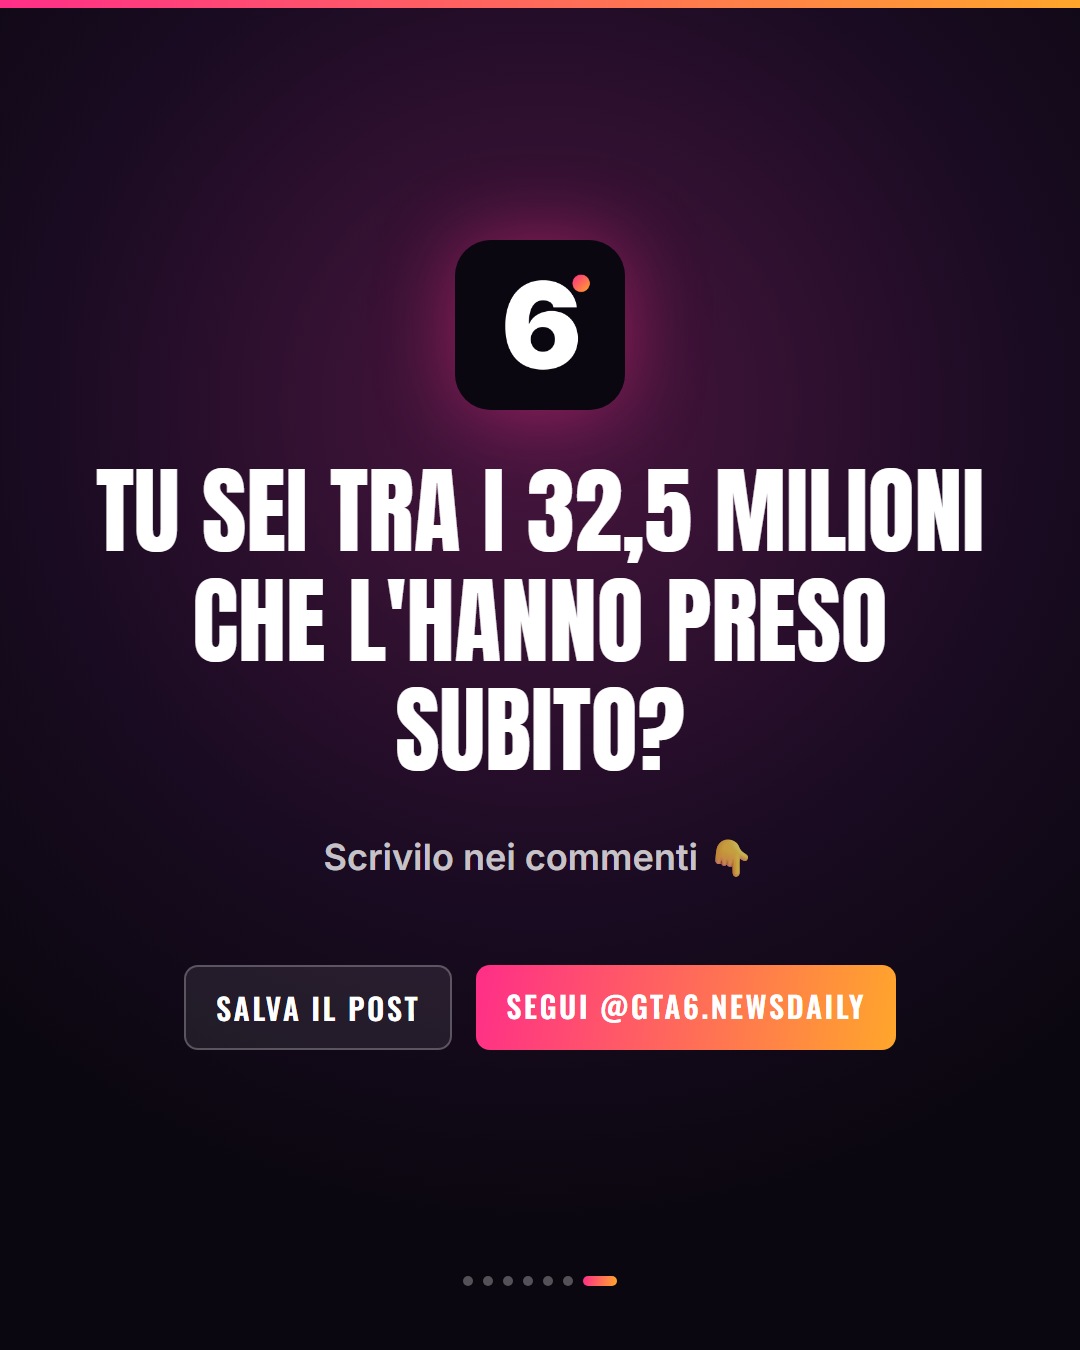 6
TU SEI TRA I 32,5 MILIONI
CHE L'HANNO PRESO
SUBITO?
Scrivilo nei commenti 👇
SALVA IL POST
SEGUI @GTA6.NEWSDAILY